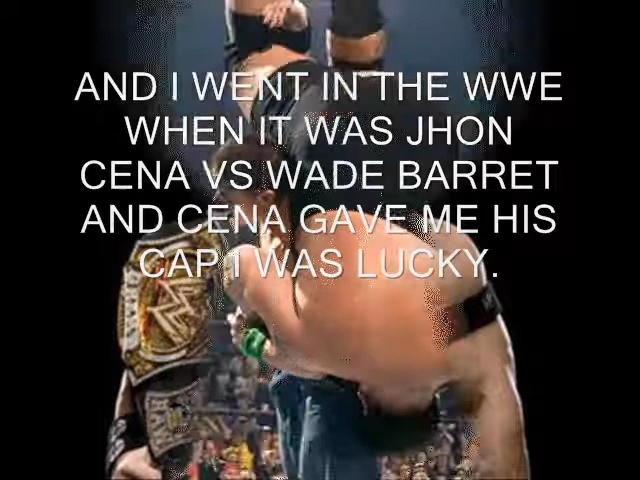 AND I WENT IN THE WWE
WHEN IT WAS JHON
CENA VS WADE BARRET
AND CENA GAVE ME HIS
CAP I WAS LUCKY.